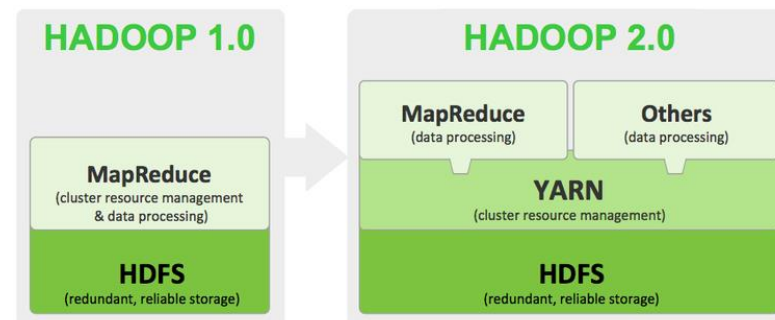 HADOOP 1.0
MapReduce
(cluster resource management
& data processing)
HDFS
(redundant, reliable storage)
HADOOP 2.0
MapReduce
(data processing)
Others
(data processing)
YARN
(cluster resource management)
HDFS
(redundant, reliable storage)